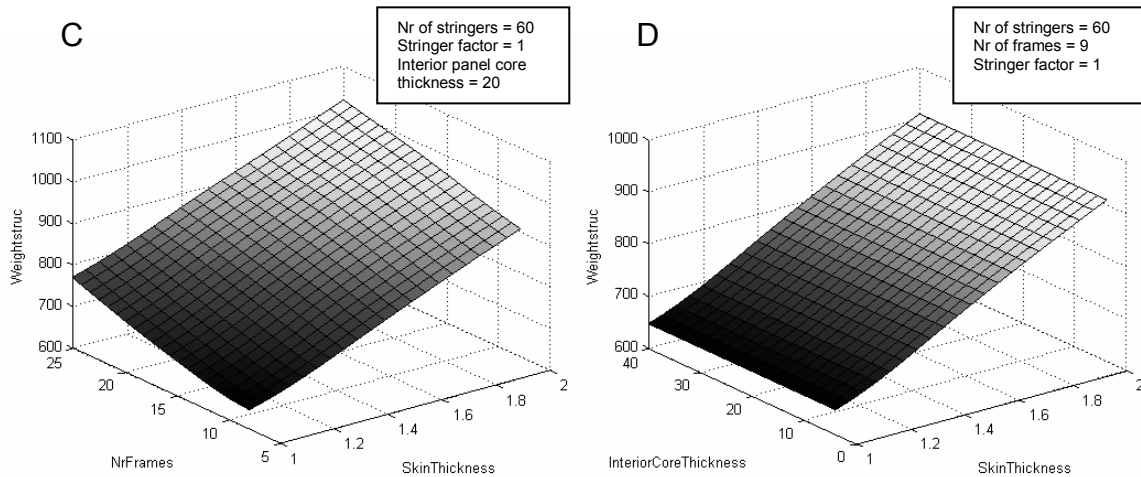 C
Nr of stringers = 60
Stringer factor = 1
Interior panel core
thickness = 20
1100
1000
900
800
700
600
Weightstruc
25
20
15
10
5
NrFrames
1
1.2
1.4
1.6
1.8
2
SkinThickness
D
Nr of stringers = 60
Nr of frames = 9
Stringer factor = 1
1000
900
800
700
600
Weightstruc
40
30
20
10
0
InteriorCoreThickness
1
1.2
1.4
1.6
1.8
2
SkinThickness